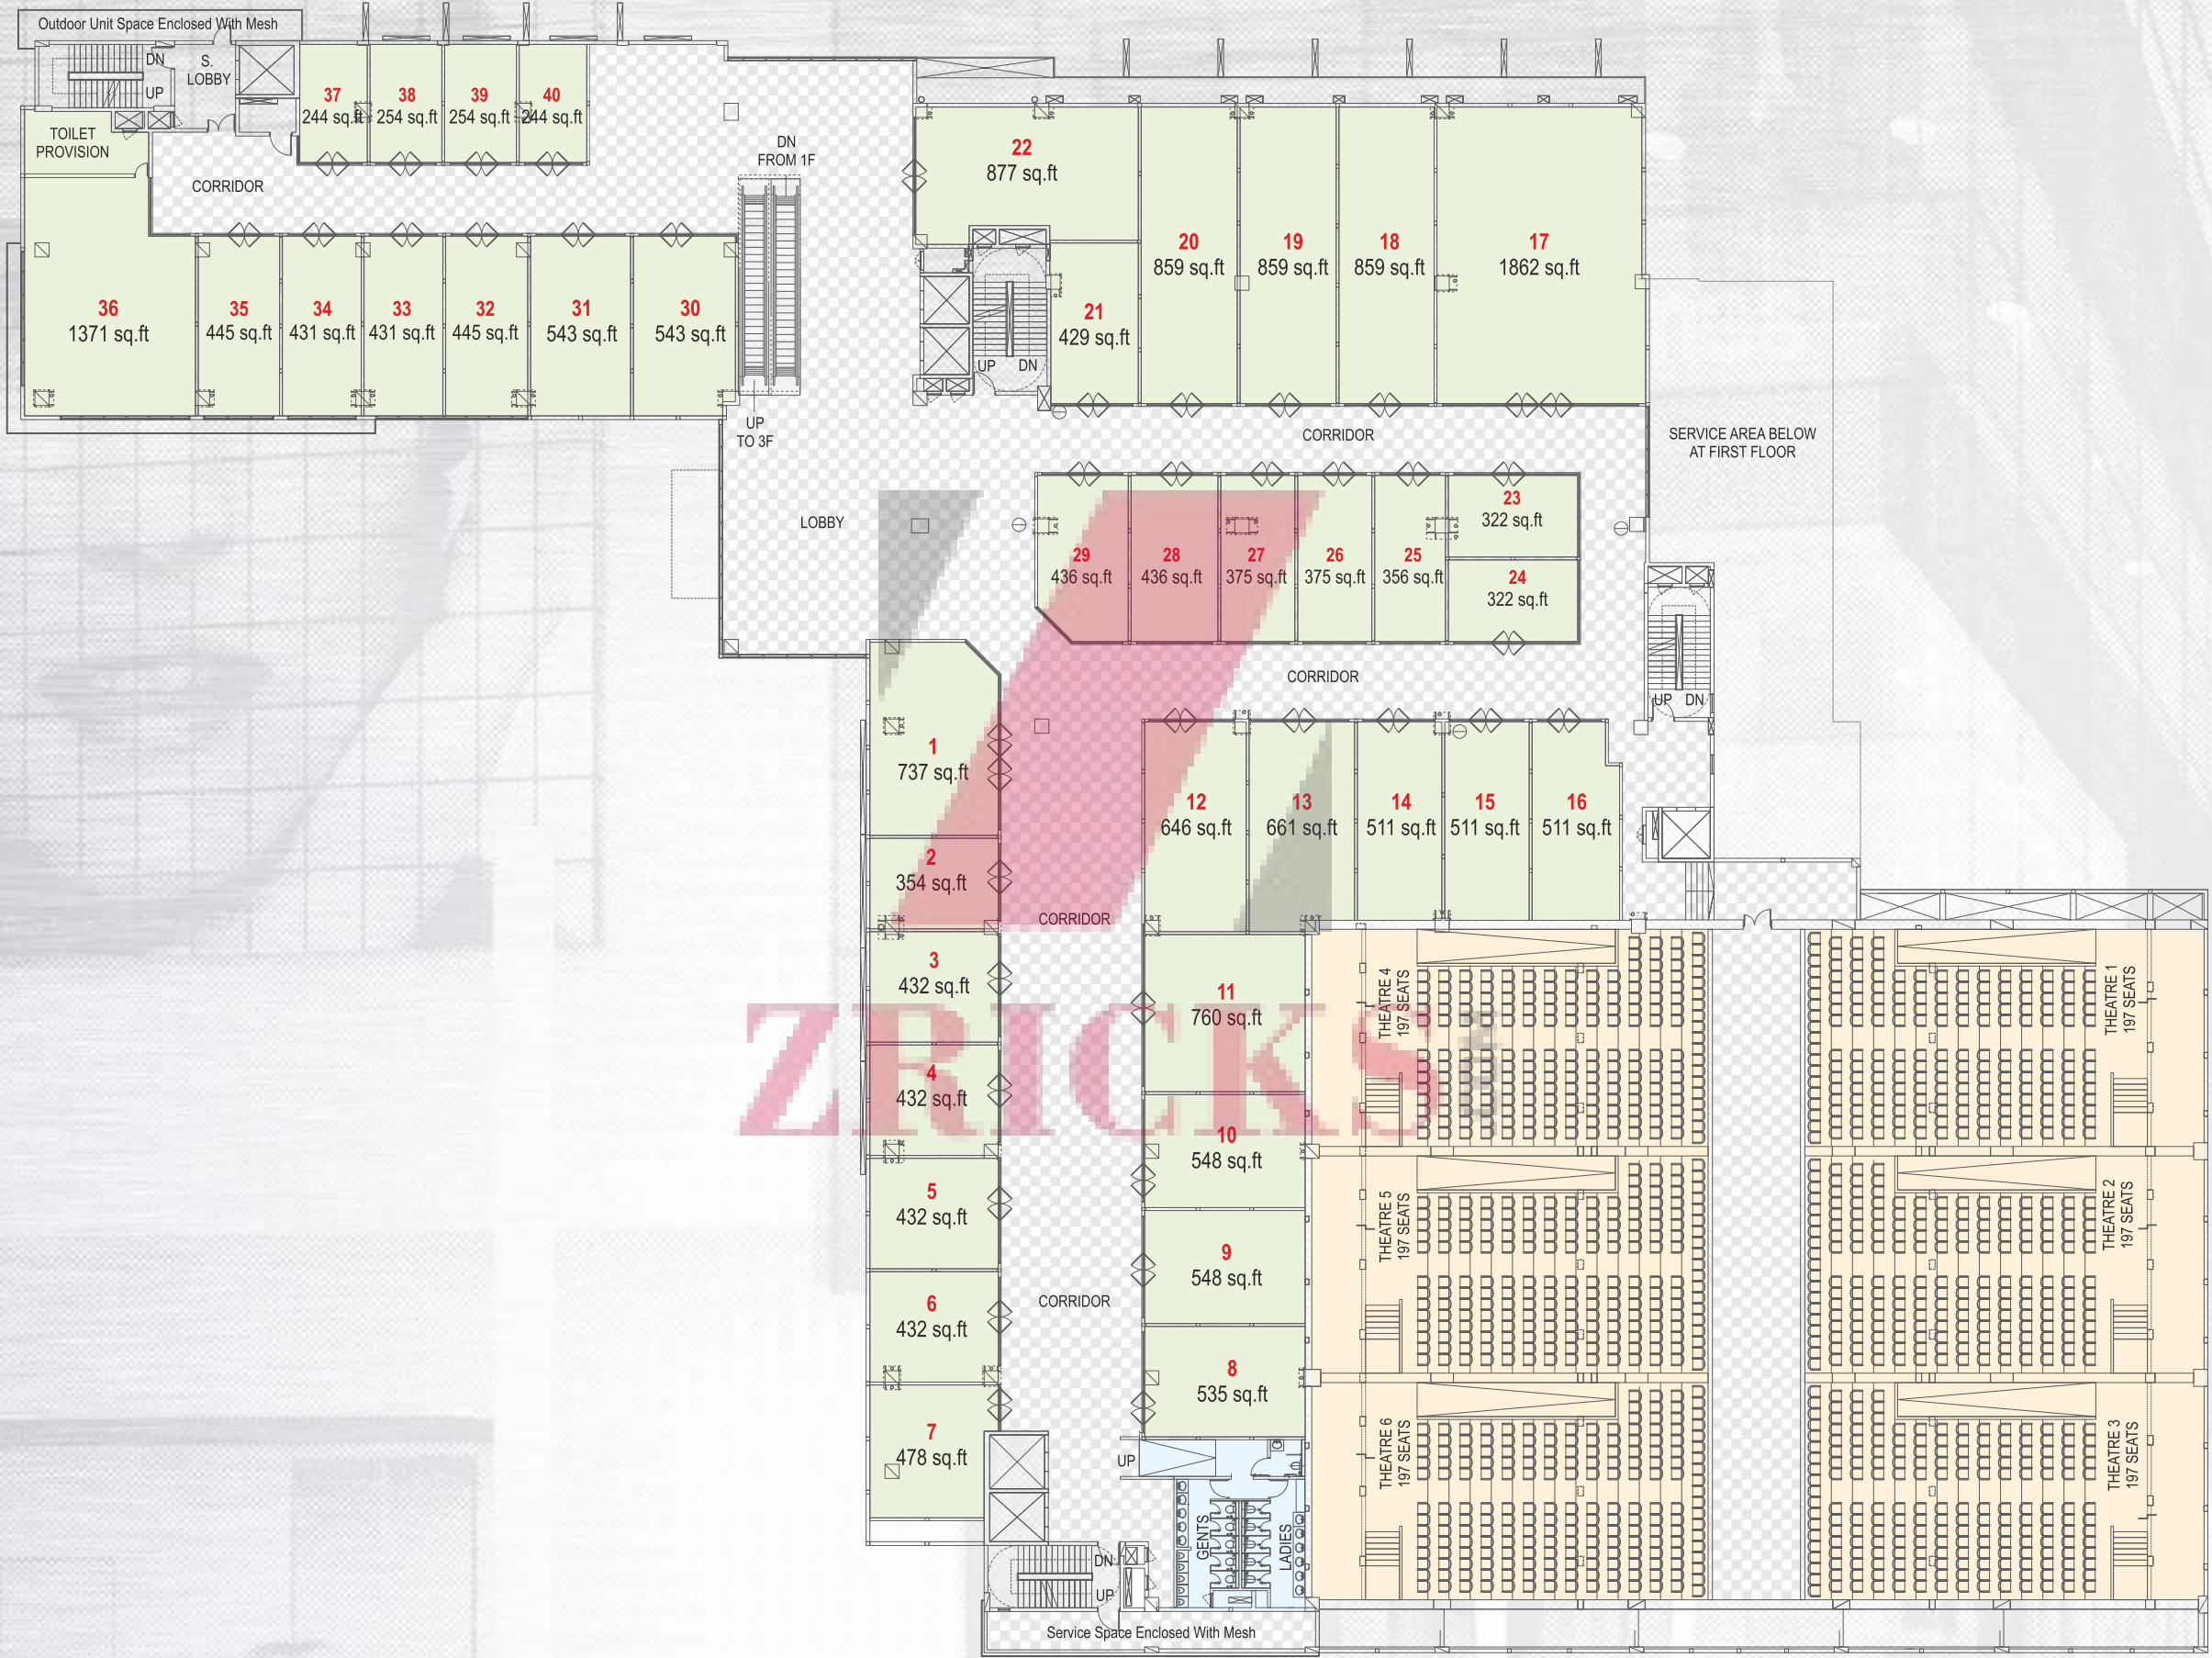 Outdoor Unit Space Enclosed With Mesh
DN
UP
S.
LOBBY
TOILET
PROVISION
CORRIDOR
37
244 sq.ft
38
254 sq.ft
39
254 sq.ft
40
244 sq.ft
DN
FROM 1F
36
1371 sq.ft
35
445 sq.ft
34
431 sq.ft
33
431 sq.ft
32
445 sq.ft
31
543 sq.ft
30
543 sq.ft
UP
TO 3F
22
877 sq.ft
21
429 sq.ft
20
859 sq.ft
19
859 sq.ft
18
859 sq.ft
17
1862 sq.ft
UP
DN
CORRIDOR
SERVICE AREA BELOW
AT FIRST FLOOR
LOBBY
29
436 sq.ft
28
436 sq.ft
27
375 sq.ft
26
375 sq.ft
25
356 sq.ft
23
322 sq.ft
24
322 sq.ft
CORRIDOR
UP
DN
1
737 sq.ft
2
354 sq.ft
3
432 sq.ft
4
432 sq.ft
5
432 sq.ft
6
432 sq.ft
7
478 sq.ft
CORRIDOR
CORRIDOR
12
646 sq.ft
13
661 sq.ft
14
511 sq.ft
15
511 sq.ft
16
511 sq.ft
11
760 sq.ft
10
548 sq.ft
9
548 sq.ft
8
535 sq.ft
ZRICKS
.COM
THEATRE 4
197 SEATS
THEATRE 1
197 SEATS
THEATRE 5
197 SEATS
THEATRE 2
197 SEATS
THEATRE 6
197 SEATS
THEATRE 3
197 SEATS
UP
GENTS
LADIES
DN
UP
Service Space Enclosed With Mesh